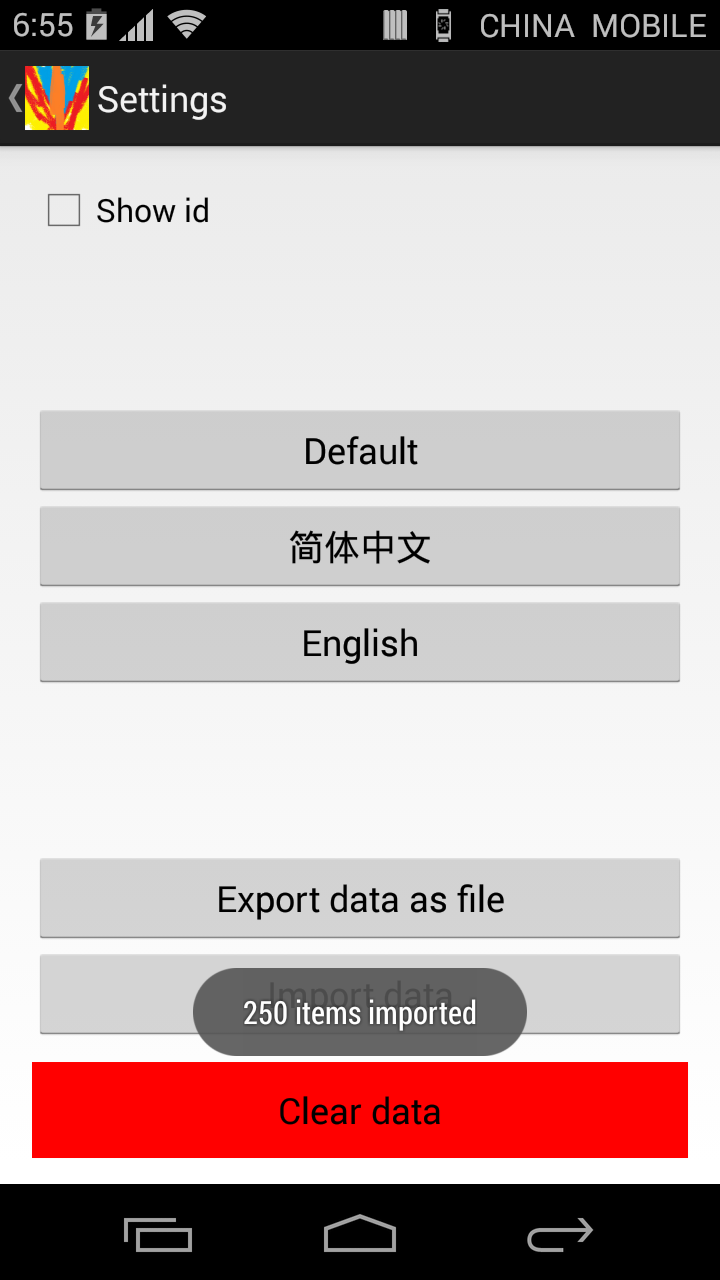 6:55 CHINA MOBILE
Settings
Show id
Default
简体中文
English
Export data as file
Import data
250 items imported
Clear data